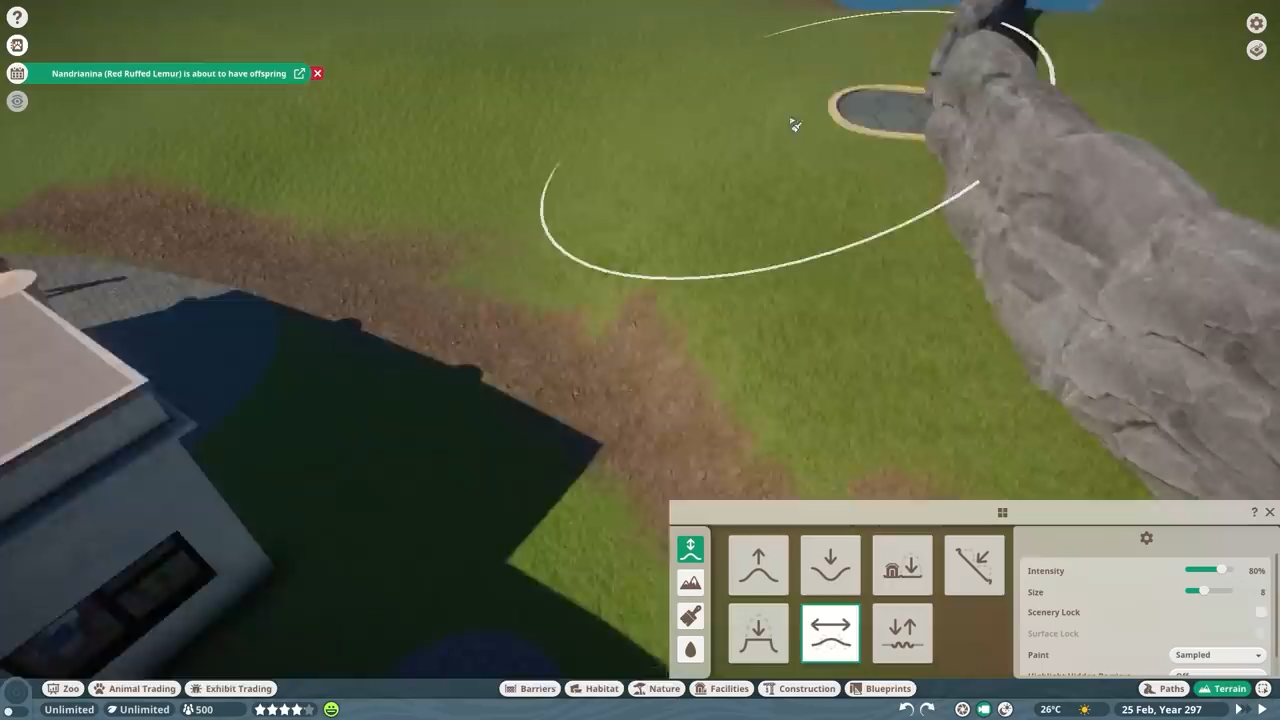 ?
Nandrianina (Red Ruffed Lemur) is about to have offspring
?
Intensity 80%
Size 8
Scenery Lock
Surface Lock
Paint Sampled
Zoo Animal Trading Exhibit Trading Barriers Habitat Nature Facilities Construction Blueprints Paths Terrain
Unlimited Unlimited 500 26°C 25 Feb, Year 297